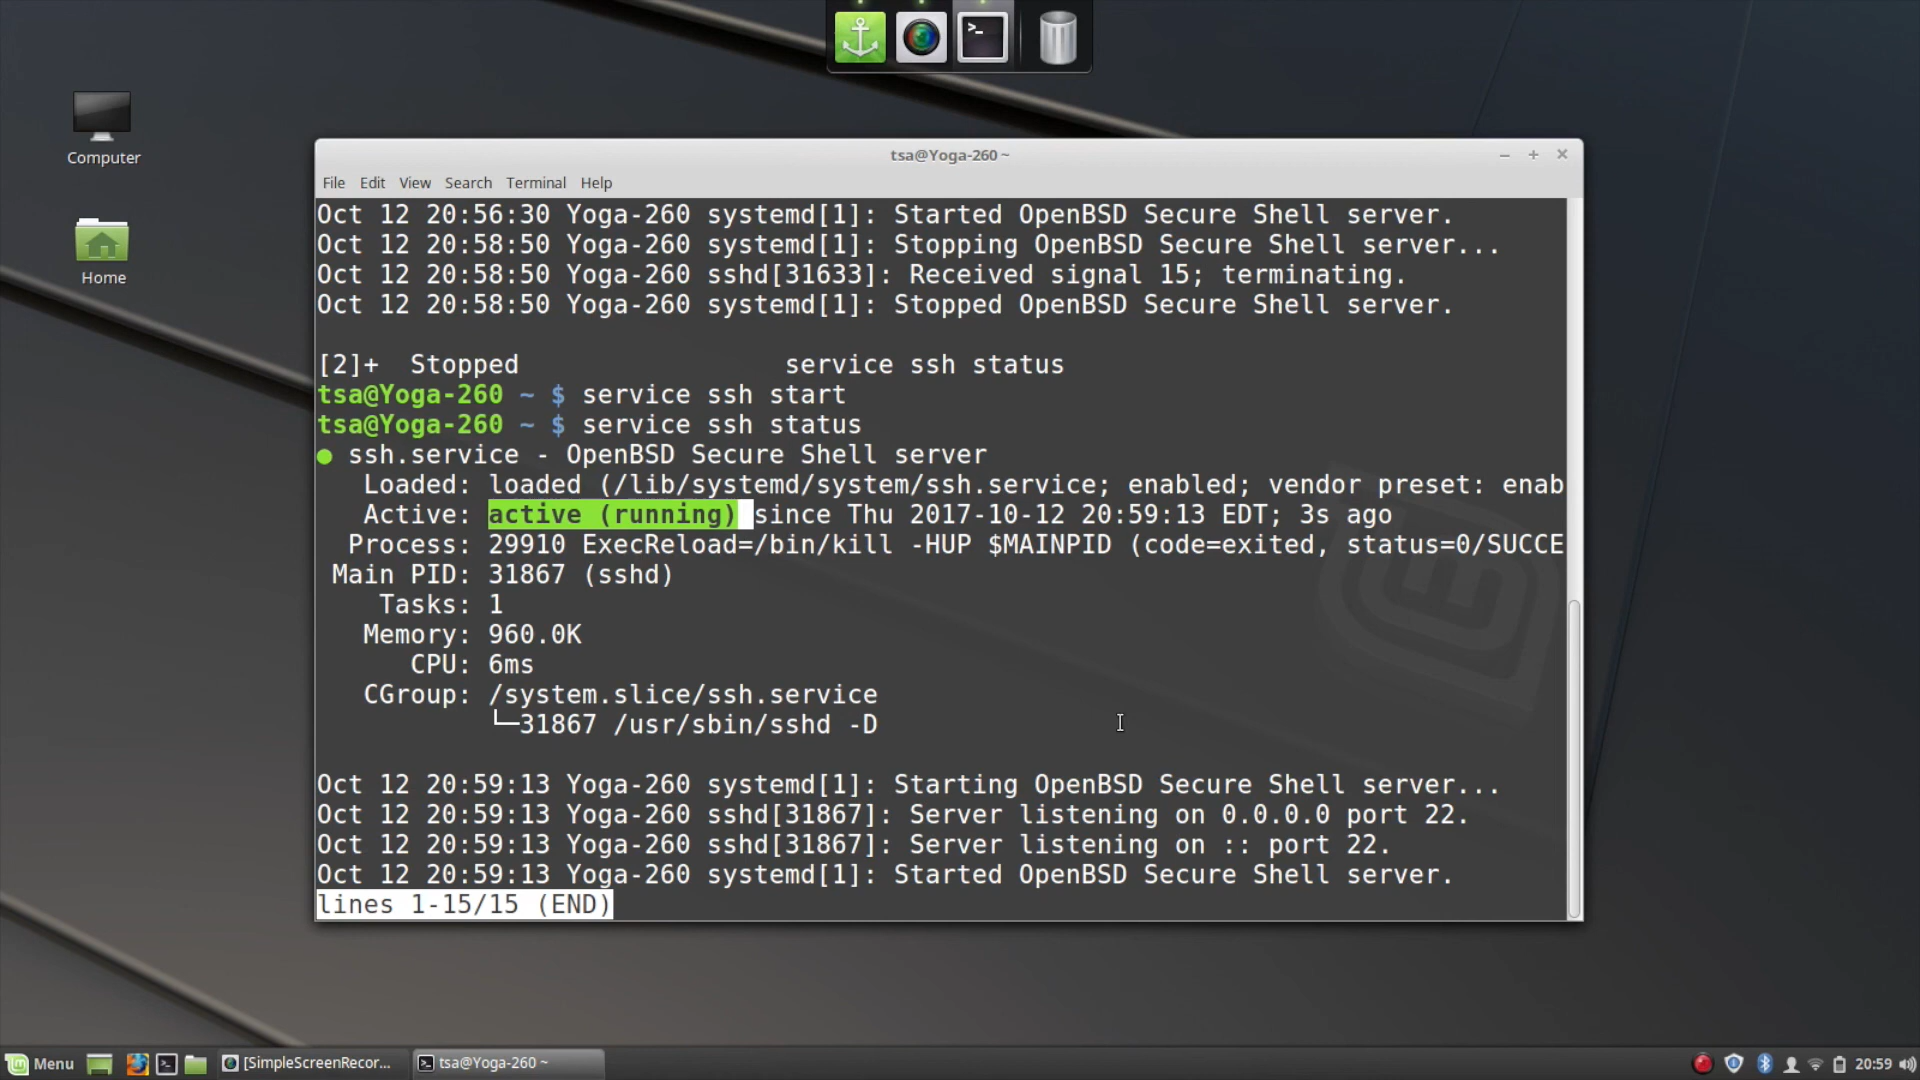 Computer
Home
tsa@Yoga-260 ~
File Edit View Search Terminal Help
Oct 12 20:56:30 Yoga-260 systemd[1]: Started OpenBSD Secure Shell server.
Oct 12 20:58:50 Yoga-260 systemd[1]: Stopping OpenBSD Secure Shell server...
Oct 12 20:58:50 Yoga-260 sshd[31633]: Received signal 15; terminating.
Oct 12 20:58:50 Yoga-260 systemd[1]: Stopped OpenBSD Secure Shell server.
[2]+  Stopped                 service ssh status
tsa@Yoga-260 ~ $ service ssh start
tsa@Yoga-260 ~ $ service ssh status
● ssh.service - OpenBSD Secure Shell server
   Loaded: loaded (/lib/systemd/system/ssh.service; enabled; vendor preset: enab
   Active: active (running) since Thu 2017-10-12 20:59:13 EDT; 3s ago
  Process: 29910 ExecReload=/bin/kill -HUP $MAINPID (code=exited, status=0/SUCCE
 Main PID: 31867 (sshd)
    Tasks: 1
   Memory: 960.0K
      CPU: 6ms
   CGroup: /system.slice/ssh.service
           └─31867 /usr/sbin/sshd -D
Oct 12 20:59:13 Yoga-260 systemd[1]: Starting OpenBSD Secure Shell server...
Oct 12 20:59:13 Yoga-260 sshd[31867]: Server listening on 0.0.0.0 port 22.
Oct 12 20:59:13 Yoga-260 sshd[31867]: Server listening on :: port 22.
Oct 12 20:59:13 Yoga-260 systemd[1]: Started OpenBSD Secure Shell server.
lines 1-15/15 (END)
Menu [SimpleScreenRecor... tsa@Yoga-260 ~ 20:59